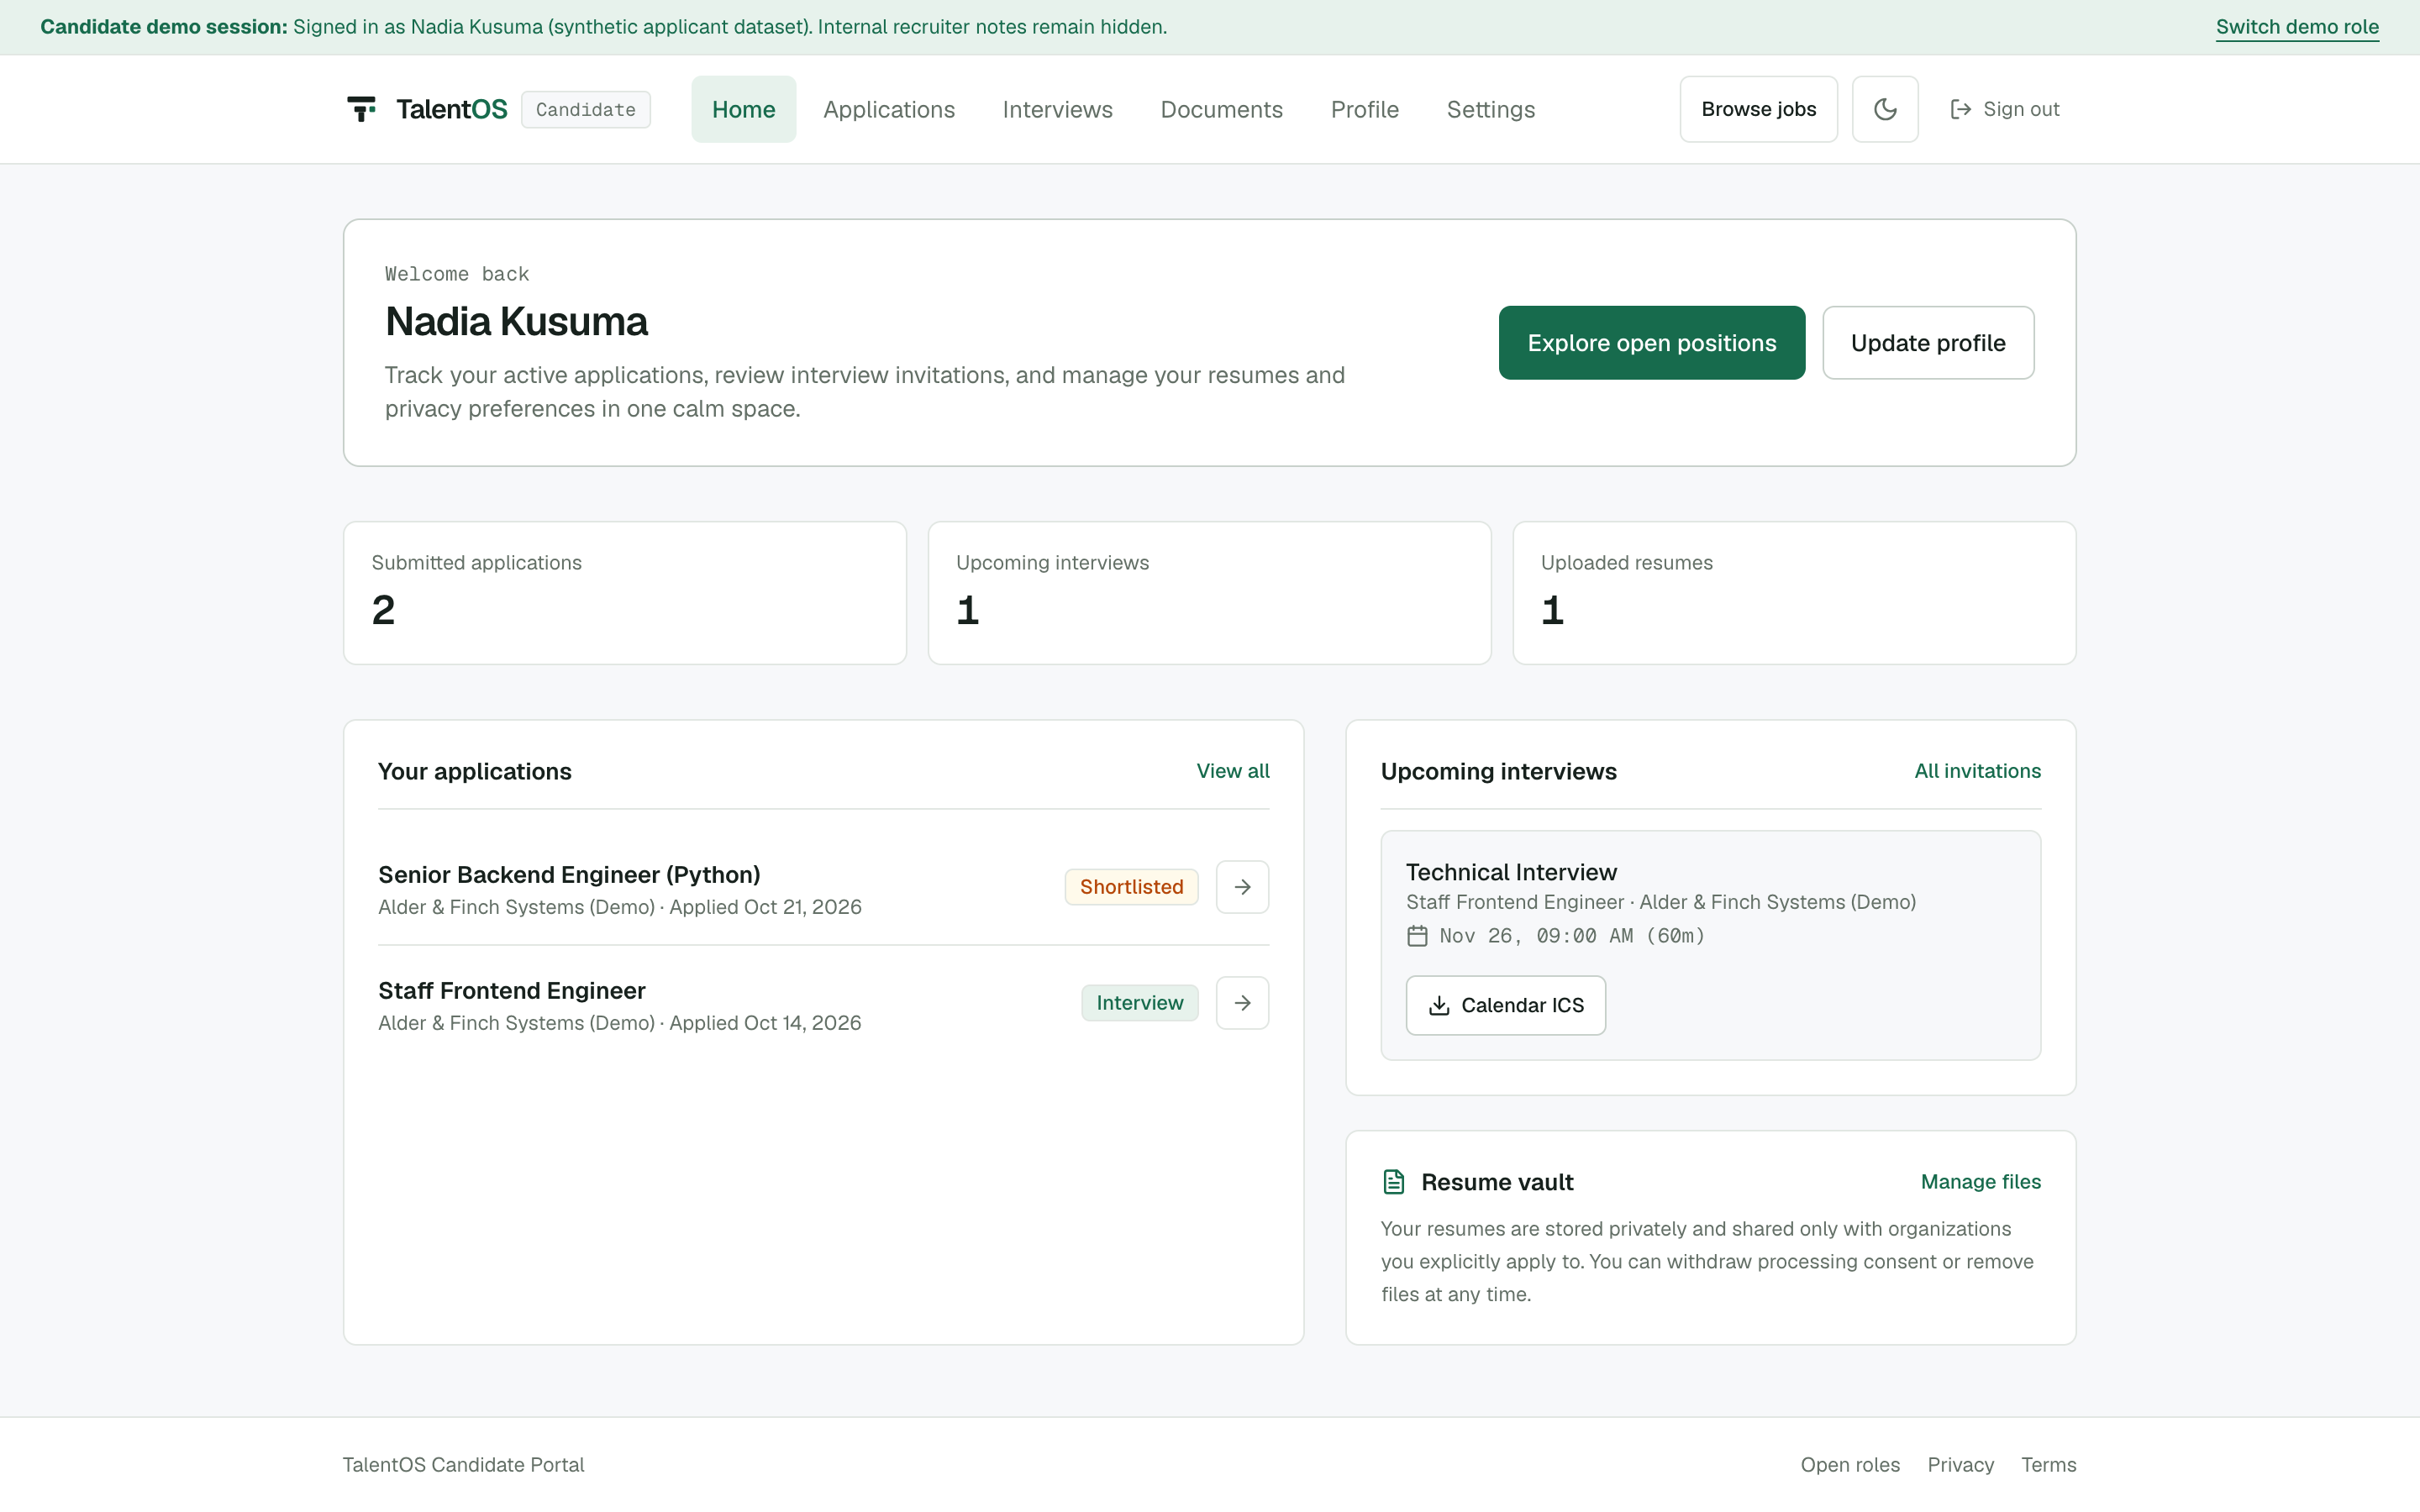 Candidate demo session: Signed in as Nadia Kusuma (synthetic applicant dataset). Internal recruiter notes remain hidden.
Switch demo role
TalentOS
Candidate
Home
Applications
Interviews
Documents
Profile
Settings
Browse jobs
Sign out
Welcome back
Nadia Kusuma
Track your active applications, review interview invitations, and manage your resumes and
privacy preferences in one calm space.
Explore open positions
Update profile
Submitted applications
2
Upcoming interviews
1
Uploaded resumes
1
Your applications
View all
Senior Backend Engineer (Python)
Alder & Finch Systems (Demo) · Applied Oct 21, 2026
Shortlisted
Staff Frontend Engineer
Alder & Finch Systems (Demo) · Applied Oct 14, 2026
Interview
Upcoming interviews
All invitations
Technical Interview
Staff Frontend Engineer · Alder & Finch Systems (Demo)
Nov 26, 09:00 AM (60m)
Calendar ICS
Resume vault
Manage files
Your resumes are stored privately and shared only with organizations
you explicitly apply to. You can withdraw processing consent or remove
files at any time.
TalentOS Candidate Portal
Open roles
Privacy
Terms